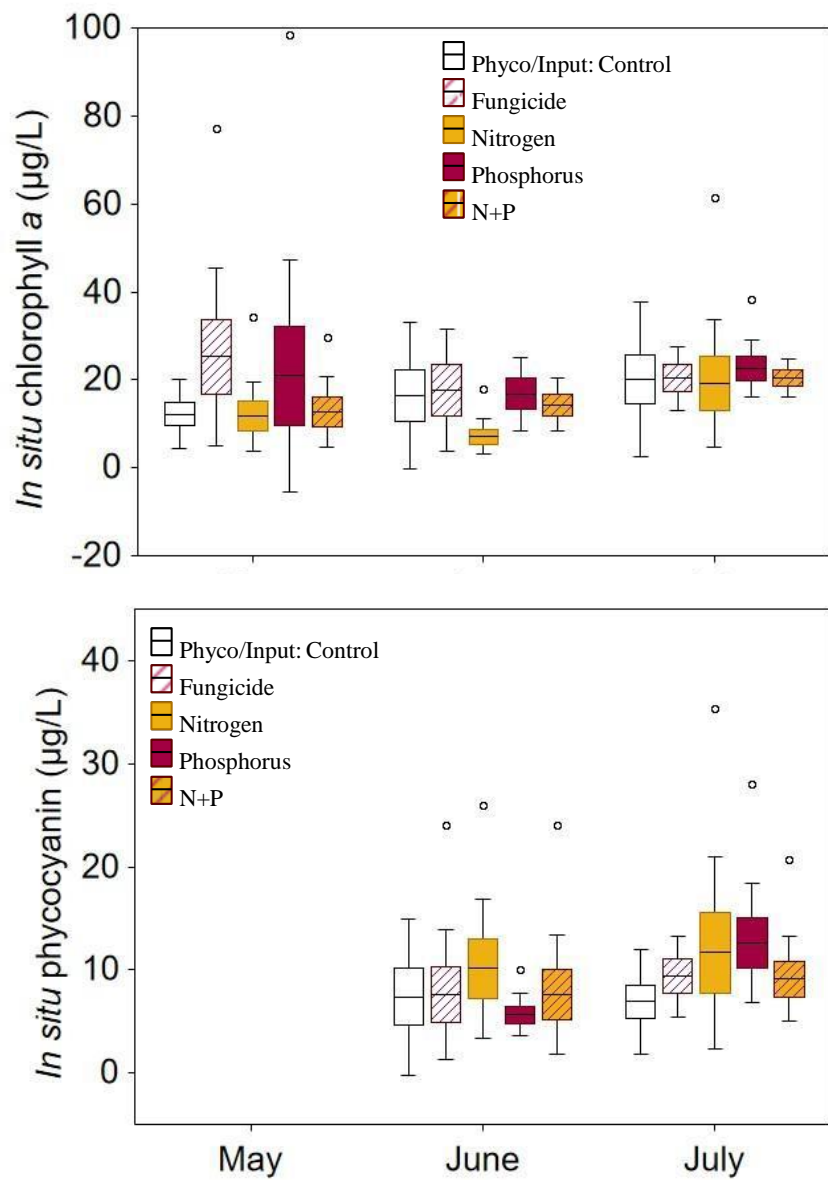 100
80
60
40
20
0
-20
In situ chlorophyll a (µg/L)
Phyco/Input: Control
Fungicide
Nitrogen
Phosphorus
N+P
40
30
20
10
0
In situ phycocyanin (µg/L)
Phyco/Input: Control
Fungicide
Nitrogen
Phosphorus
N+P
May June July